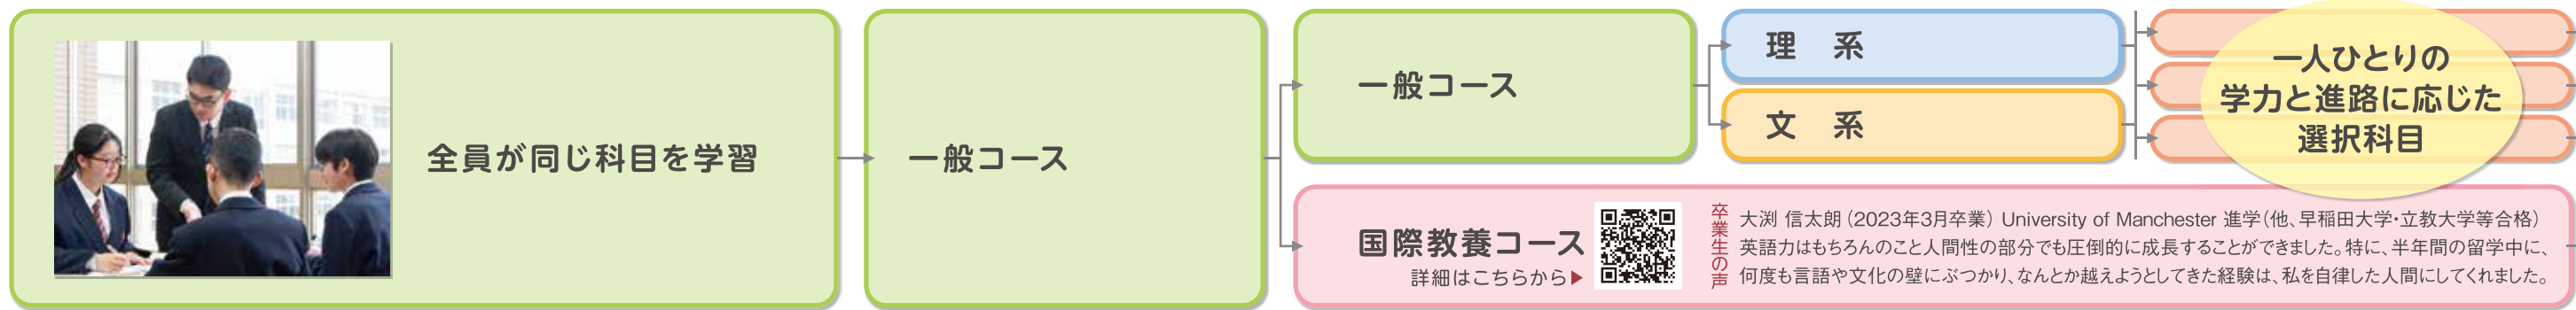 全員が同じ科目を学習
一般コース
一般コース
理 系
文 系
一人ひとりの
学力と進路に応じた
選択科目
国際教養コース
詳細はこちらから▶
卒業生の声
大渕 信太朗（2023年3月卒業） University of Manchester 進学（他、早稲田大学・立教大学等合格）
英語力はもちろんのこと人間性の部分でも圧倒的に成長することができました。特に、半年間の留学中に、
何度も言語や文化の壁にぶつかり、なんとか越えようとしてきた経験は、私を自律した人間にしてくれました。